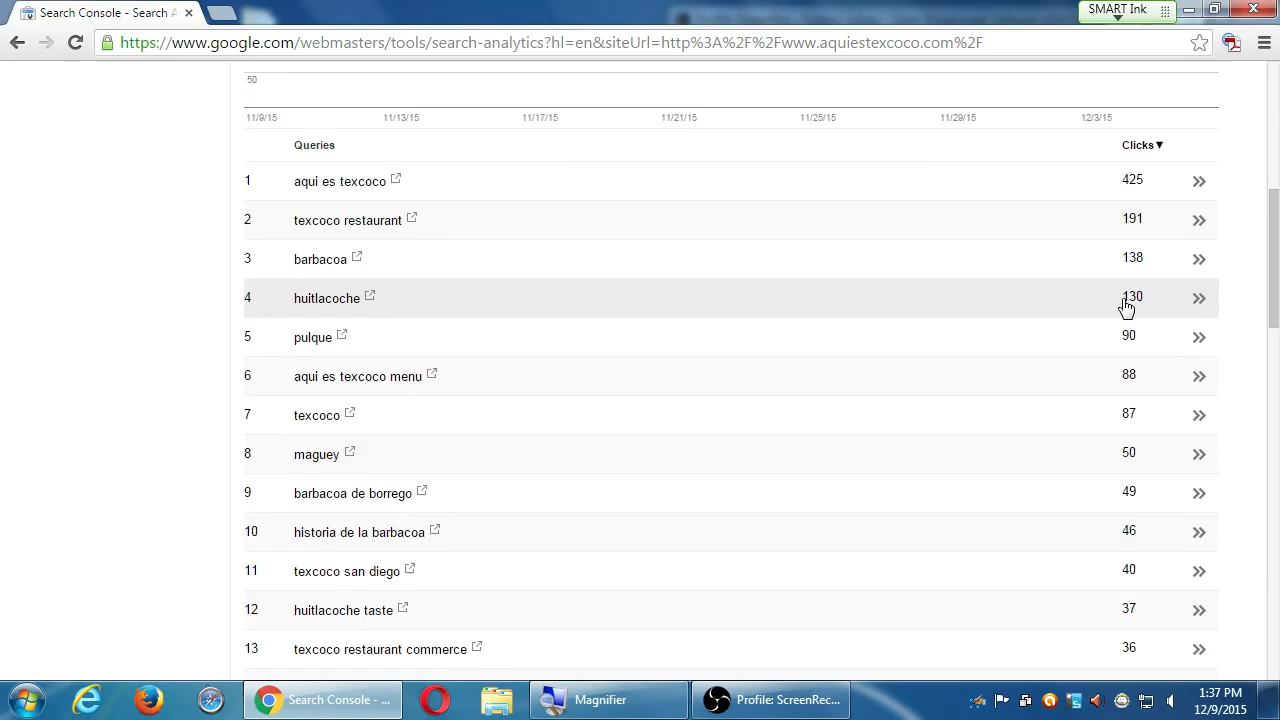 Search Console - Search A
SMART Ink
https://www.google.com/webmasters/tools/search-analytics?hl=en&siteUrl=http%3A%2F%2Fwww.aquiestexcoco.com%2F
50
11/9/15 11/13/15 11/17/15 11/21/15 11/25/15 11/29/15 12/3/15
Queries Clicks▼
1 aqui es texcoco 425
2 texcoco restaurant 191
3 barbacoa 138
4 huitlacoche 130
5 pulque 90
6 aqui es texcoco menu 88
7 texcoco 87
8 maguey 50
9 barbacoa de borrego 49
10 historia de la barbacoa 46
11 texcoco san diego 40
12 huitlacoche taste 37
13 texcoco restaurant commerce 36
Search Console - ... Magnifier Profile: ScreenRec... 1:37 PM
12/9/2015